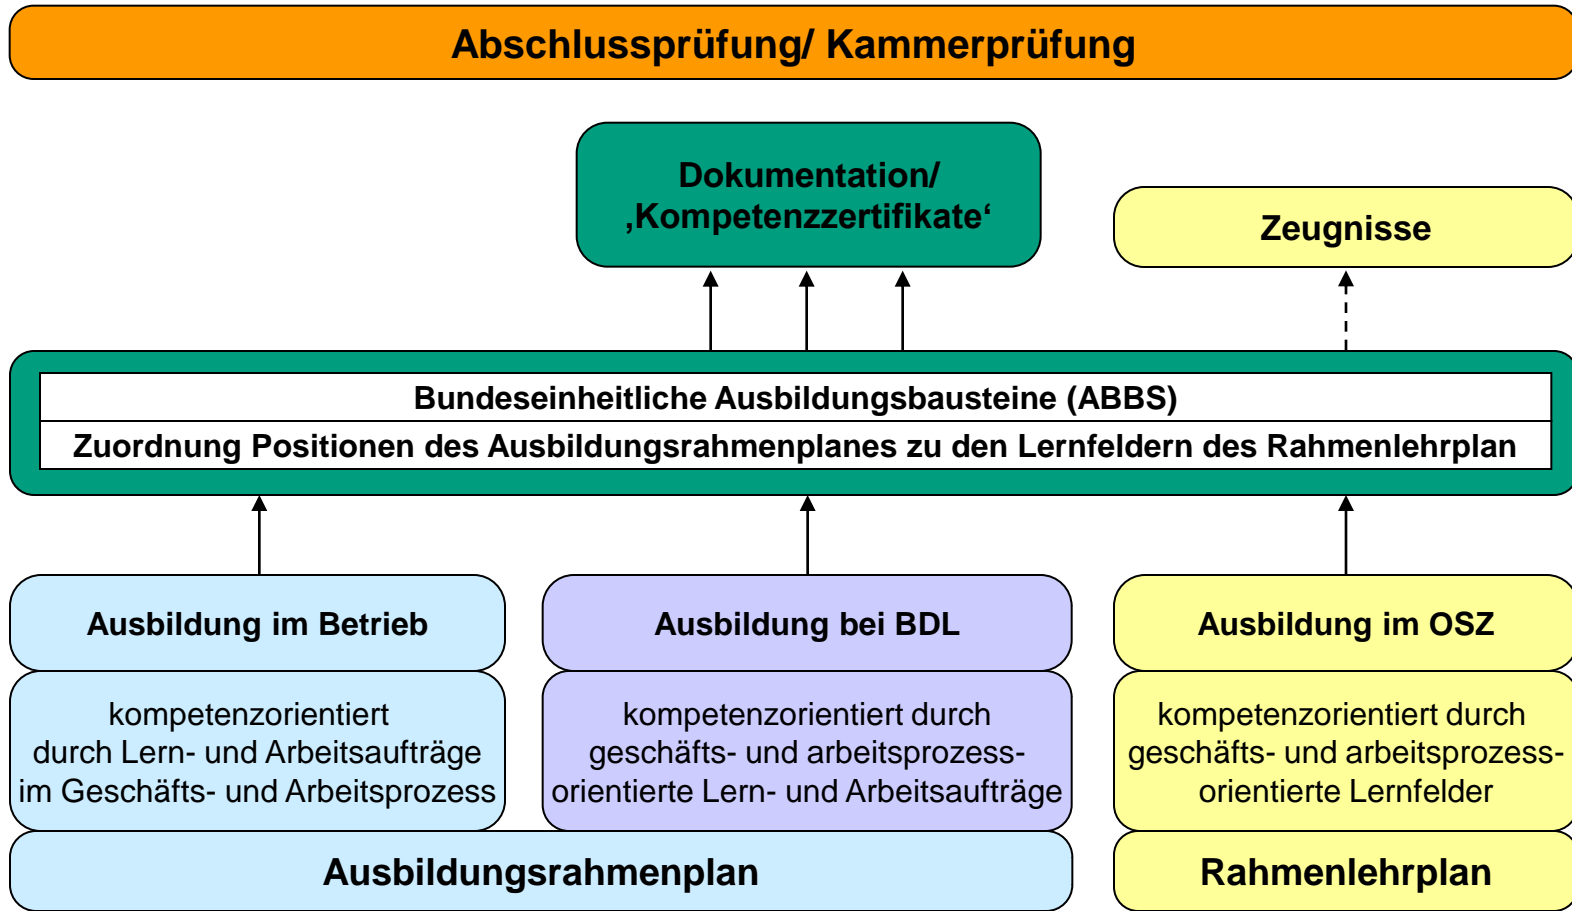 Abschlussprüfung/ Kammerprüfung
Dokumentation/
‚Kompetenzzertifikate‘
Zeugnisse
Bundeseinheitliche Ausbildungsbausteine (ABBS)
Zuordnung Positionen des Ausbildungsrahmenplanes zu den Lernfeldern des Rahmenlehrplan
Ausbildung im Betrieb
kompetenzorientiert
durch Lern- und Arbeitsaufträge
im Geschäfts- und Arbeitsprozess
Ausbildung bei BDL
kompetenzorientiert durch
geschäfts- und arbeitsprozess-
orientierte Lern- und Arbeitsaufträge
Ausbildung im OSZ
kompetenzorientiert durch
geschäfts- und arbeitsprozess-
orientierte Lernfelder
Ausbildungsrahmenplan
Rahmenlehrplan